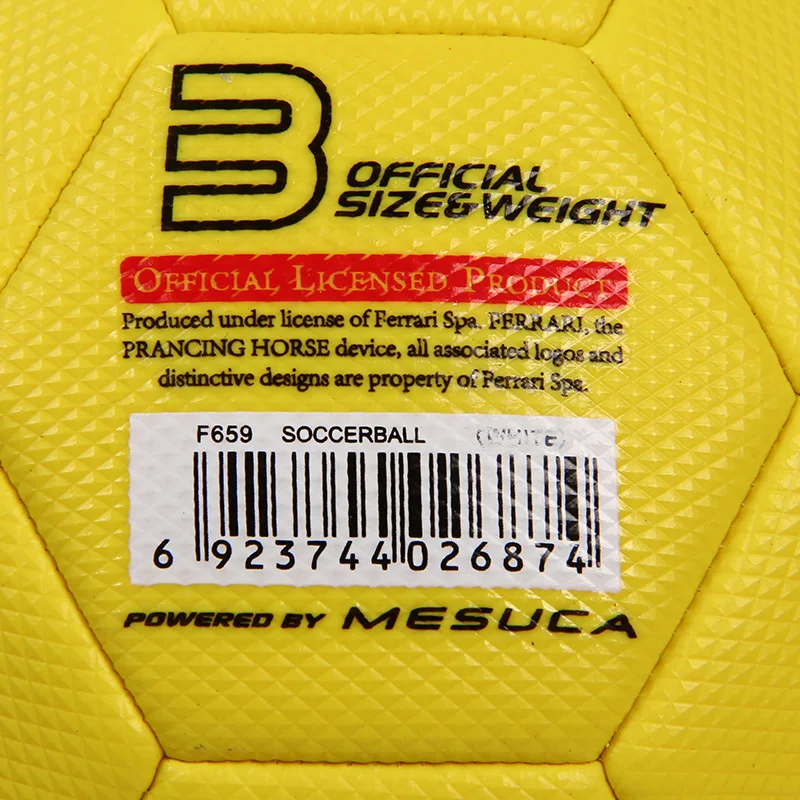 3
OFFICIAL
SIZE&WEIGHT
OFFICIAL LICENSED PRODUCT
Produced under license of Ferrari Spa. FERRARI, the
PRANCING HORSE device, all associated logos and
distinctive designs are property of Ferrari Spa.
F659 SOCCERBALL (WHITE)
6 923744 026874
POWERED BY MESUCA